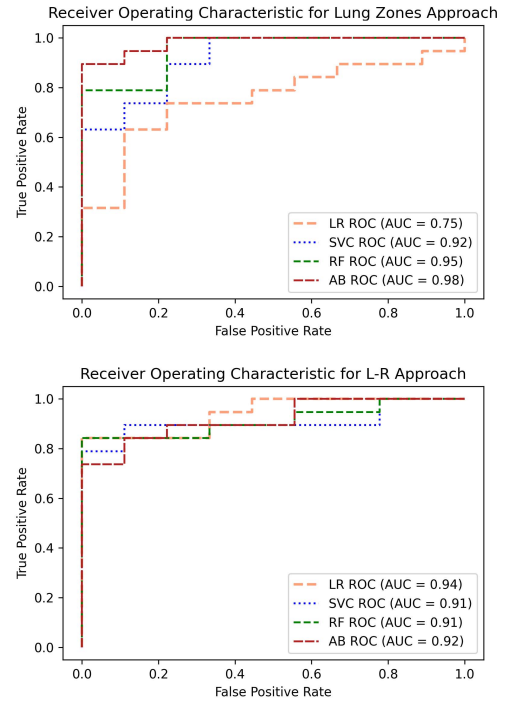 Receiver Operating Characteristic for Lung Zones Approach
1.0
0.8
0.6
0.4
0.2
0.0
True Positive Rate
LR ROC (AUC = 0.75)
SVC ROC (AUC = 0.92)
RF ROC (AUC = 0.95)
AB ROC (AUC = 0.98)
0.0 0.2 0.4 0.6 0.8 1.0
False Positive Rate
Receiver Operating Characteristic for L-R Approach
1.0
0.8
0.6
0.4
0.2
0.0
True Positive Rate
LR ROC (AUC = 0.94)
SVC ROC (AUC = 0.91)
RF ROC (AUC = 0.91)
AB ROC (AUC = 0.92)
0.0 0.2 0.4 0.6 0.8 1.0
False Positive Rate